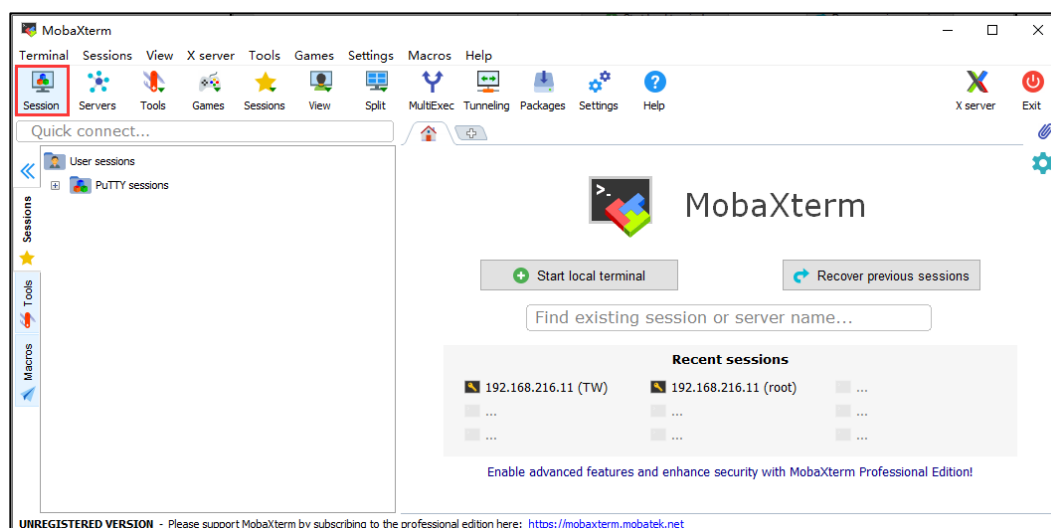 MobaXterm
Terminal Sessions View X server Tools Games Settings Macros Help
Session Servers Tools Games Sessions View Split MultiExec Tunneling Packages Settings Help X server Exit
Quick connect...
User sessions
PuTTY sessions
Sessions
Tools
Macros
>_
MobaXterm
Start local terminal Recover previous sessions
Find existing session or server name...
Recent sessions
192.168.216.11 (TW) 192.168.216.11 (root) ...
... ... ...
... ... ...
Enable advanced features and enhance security with MobaXterm Professional Edition!
UNREGISTERED VERSION - Please support MobaXterm by subscribing to the professional edition here: https://mobaxterm.mobatek.net